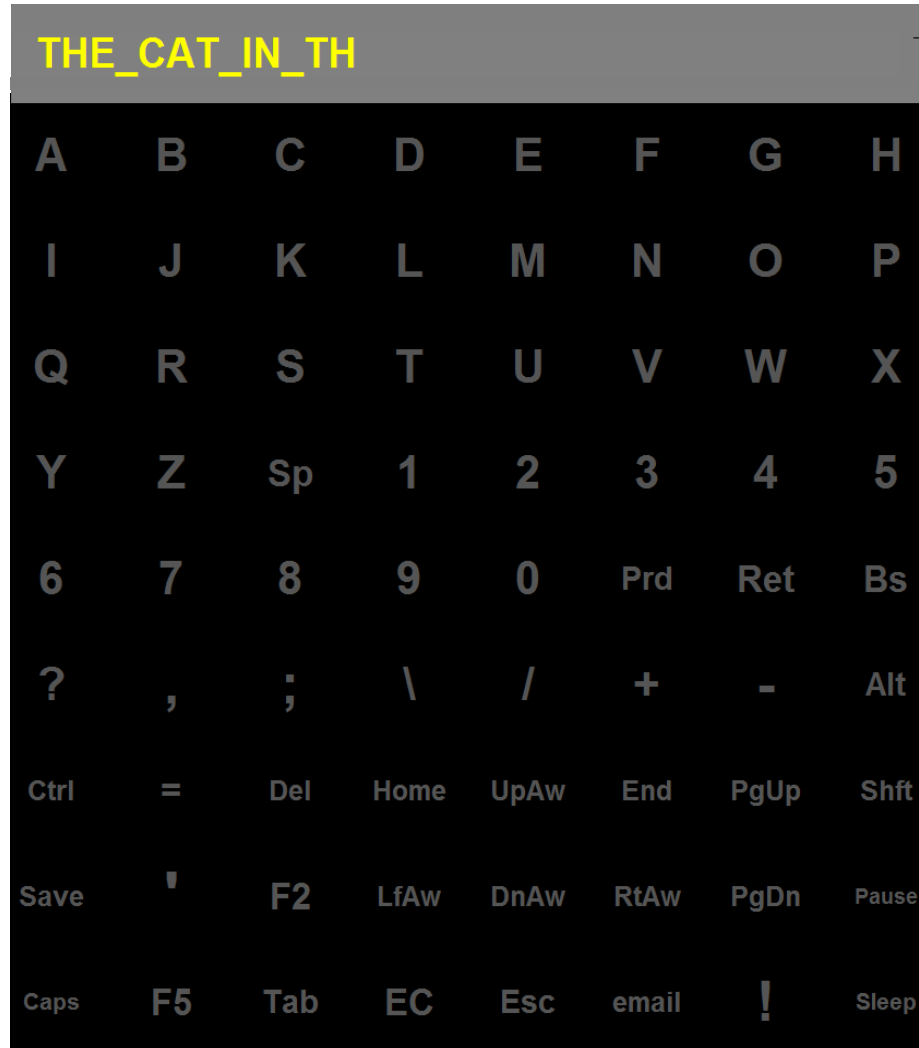 THE_CAT_IN_TH
A B C D E F G H
I J K L M N O P
Q R S T U V W X
Y Z Sp 1 2 3 4 5
6 7 8 9 0 Prd Ret Bs
? , ; \ / + - Alt
Ctrl = Del Home UpAw End PgUp Shft
Save ' F2 LfAw DnAw RtAw PgDn Pause
Caps F5 Tab EC Esc email ! Sleep